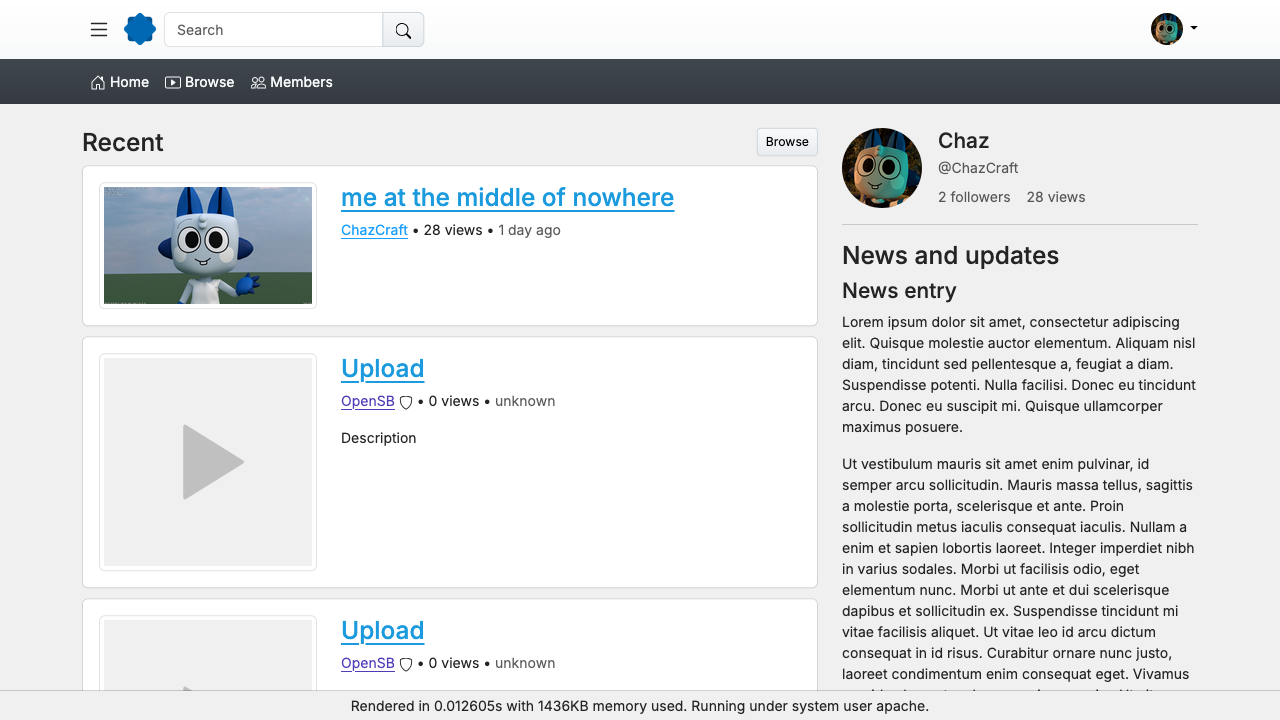 Search
Home
Browse
Members
Recent
Browse
me at the middle of nowhere
ChazCraft • 28 views • 1 day ago
Upload
OpenSB • 0 views • unknown
Description
Upload
OpenSB • 0 views • unknown
Chaz
@ChazCraft
2 followers 28 views
News and updates
News entry
Lorem ipsum dolor sit amet, consectetur adipiscing
elit. Quisque molestie auctor elementum. Aliquam nisl
diam, tincidunt sed pellentesque a, feugiat a diam.
Suspendisse potenti. Nulla facilisi. Donec eu tincidunt
arcu. Donec eu suscipit mi. Quisque ullamcorper
maximus posuere.
Ut vestibulum mauris sit amet enim pulvinar, id
semper arcu sollicitudin. Mauris massa tellus, sagittis
a molestie porta, scelerisque et ante. Proin
sollicitudin metus iaculis consequat iaculis. Nullam a
enim et sapien lobortis laoreet. Integer imperdiet nibh
in varius sodales. Morbi ut facilisis odio, eget
elementum nunc. Morbi ut ante et dui scelerisque
dapibus et sollicitudin ex. Suspendisse tincidunt mi
vitae facilisis aliquet. Ut vitae leo id arcu dictum
consequat in id risus. Curabitur ornare nunc justo,
laoreet condimentum enim consequat eget. Vivamus
Rendered in 0.012605s with 1436KB memory used. Running under system user apache.